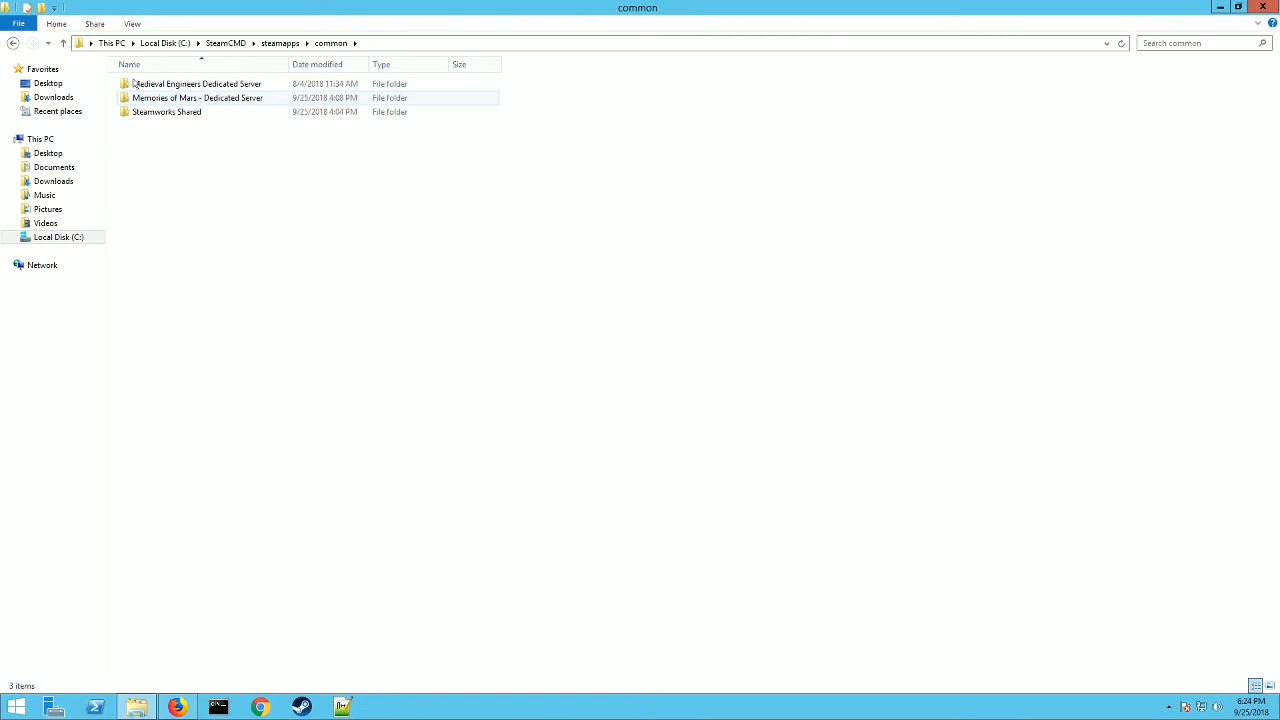 common
File Home Share View
This PC Local Disk (C:) SteamCMD steamapps common Search common
Name Date modified Type Size
Favorites
Desktop
Downloads
Recent places
This PC
Desktop
Documents
Downloads
Music
Pictures
Videos
Local Disk (C:)
Network
Medieval Engineers Dedicated Server 8/4/2018 11:34 AM File folder
Memories of Mars - Dedicated Server 9/25/2018 4:08 PM File folder
Steamworks Shared 9/25/2018 4:04 PM File folder
3 items
6:24 PM
9/25/2018